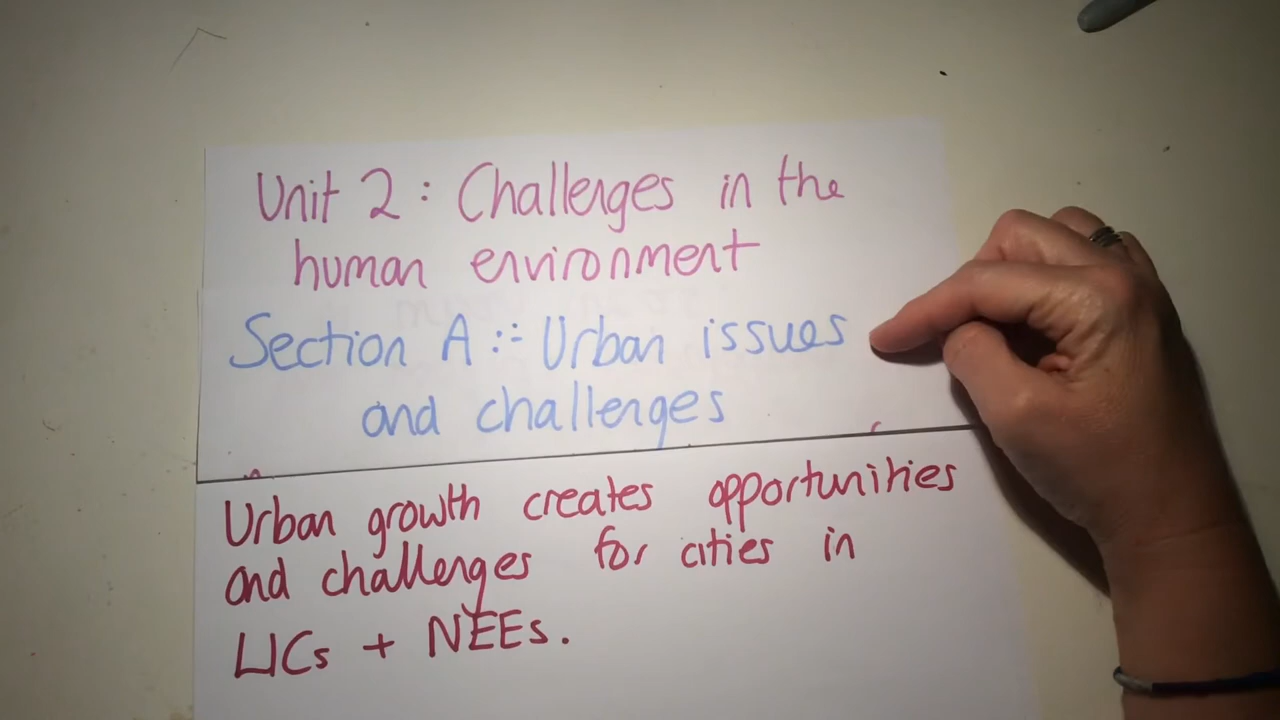 Unit 2 : Challenges in the
human environment
Section A :- Urban issues
and challenges
Urban growth creates opportunities
and challenges for cities in
LICs + NEEs.